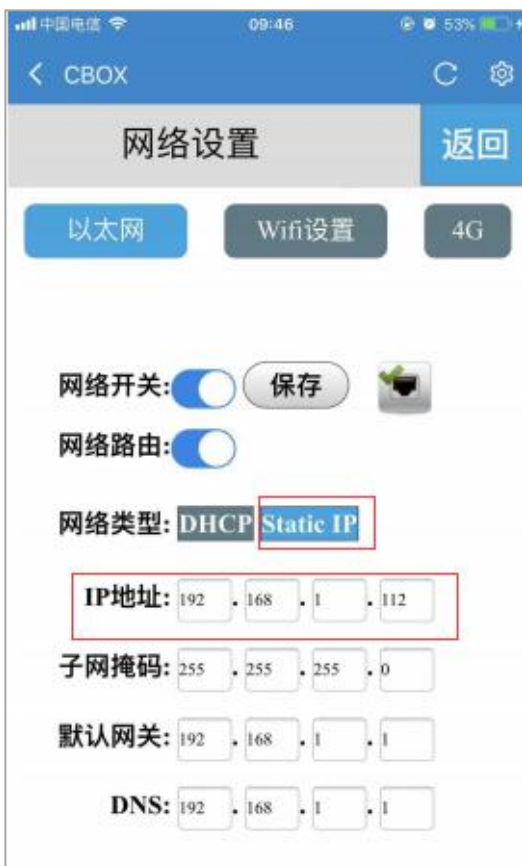 中国电信 09:46 53%
CBOX
网络设置 返回
以太网 Wifi设置 4G
网络开关: 保存
网络路由:
网络类型: DHCP Static IP
IP地址: 192 . 168 . 1 . 112
子网掩码: 255 . 255 . 255 . 0
默认网关: 192 . 168 . 1 . 1
DNS: 192 . 168 . 1 . 1